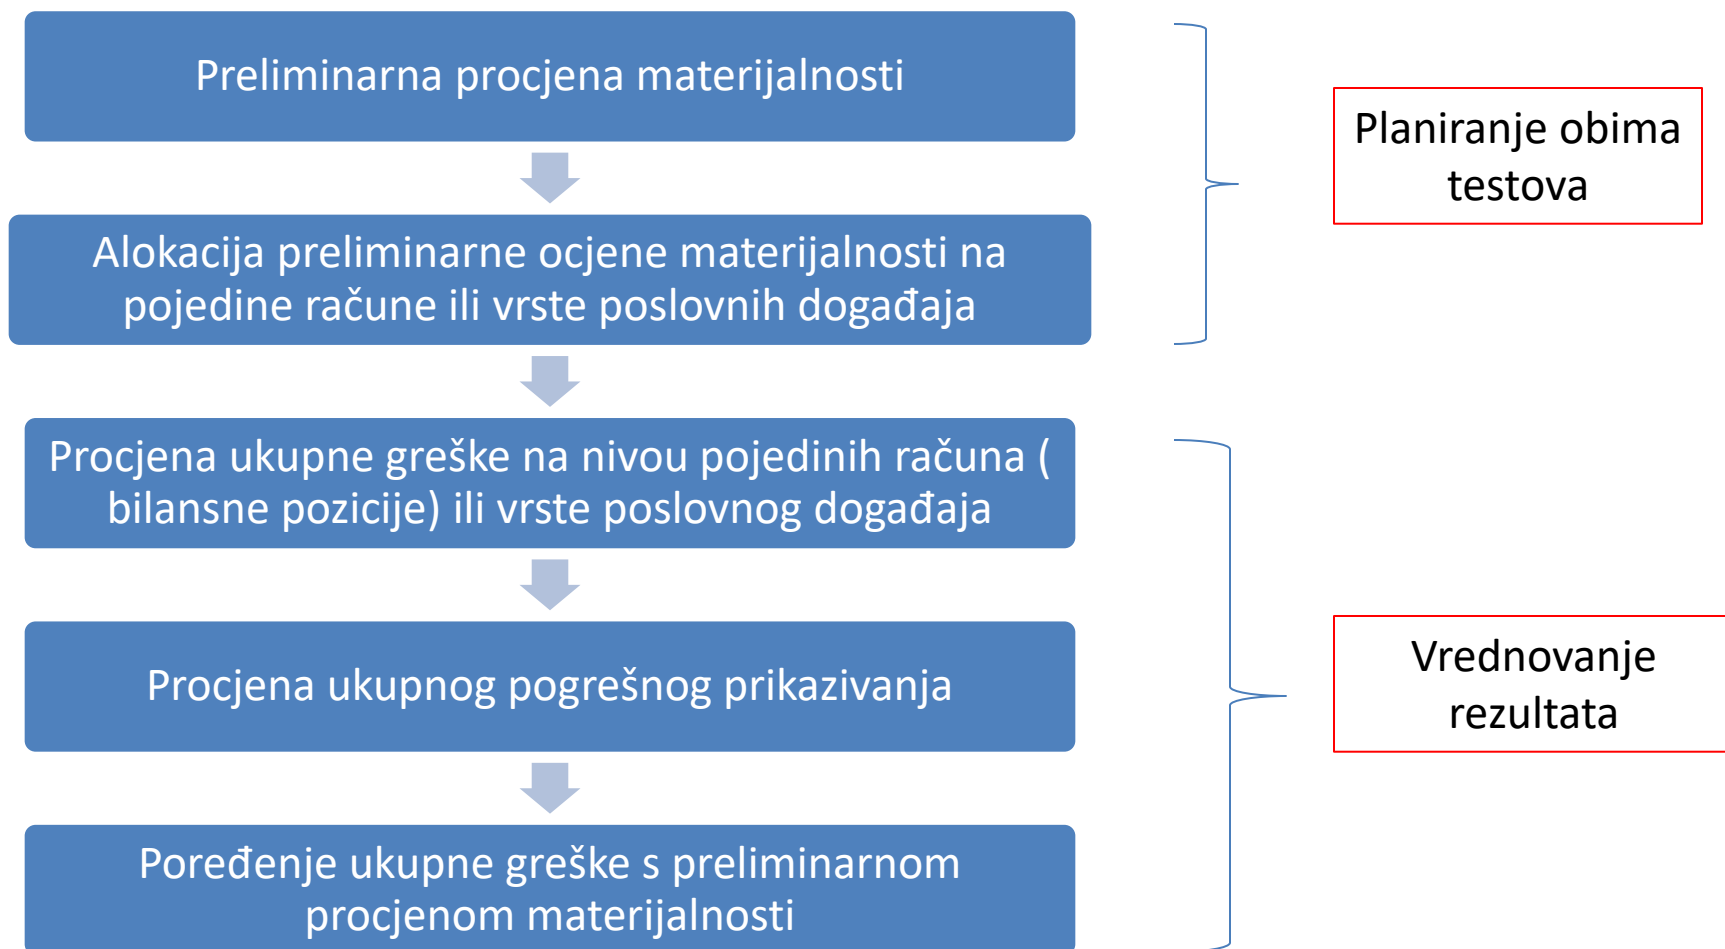 Preliminarna procjena materijalnosti
Planiranje obima
testova
Alokacija preliminarne ocjene materijalnosti na
pojedine račune ili vrste poslovnih događaja
Procjena ukupne greške na nivou pojedinih računa (
bilansne pozicije) ili vrste poslovnog događaja
Procjena ukupnog pogrešnog prikazivanja
Vrednovanje
rezultata
Poređenje ukupne greške s preliminarnom
procjenom materijalnosti